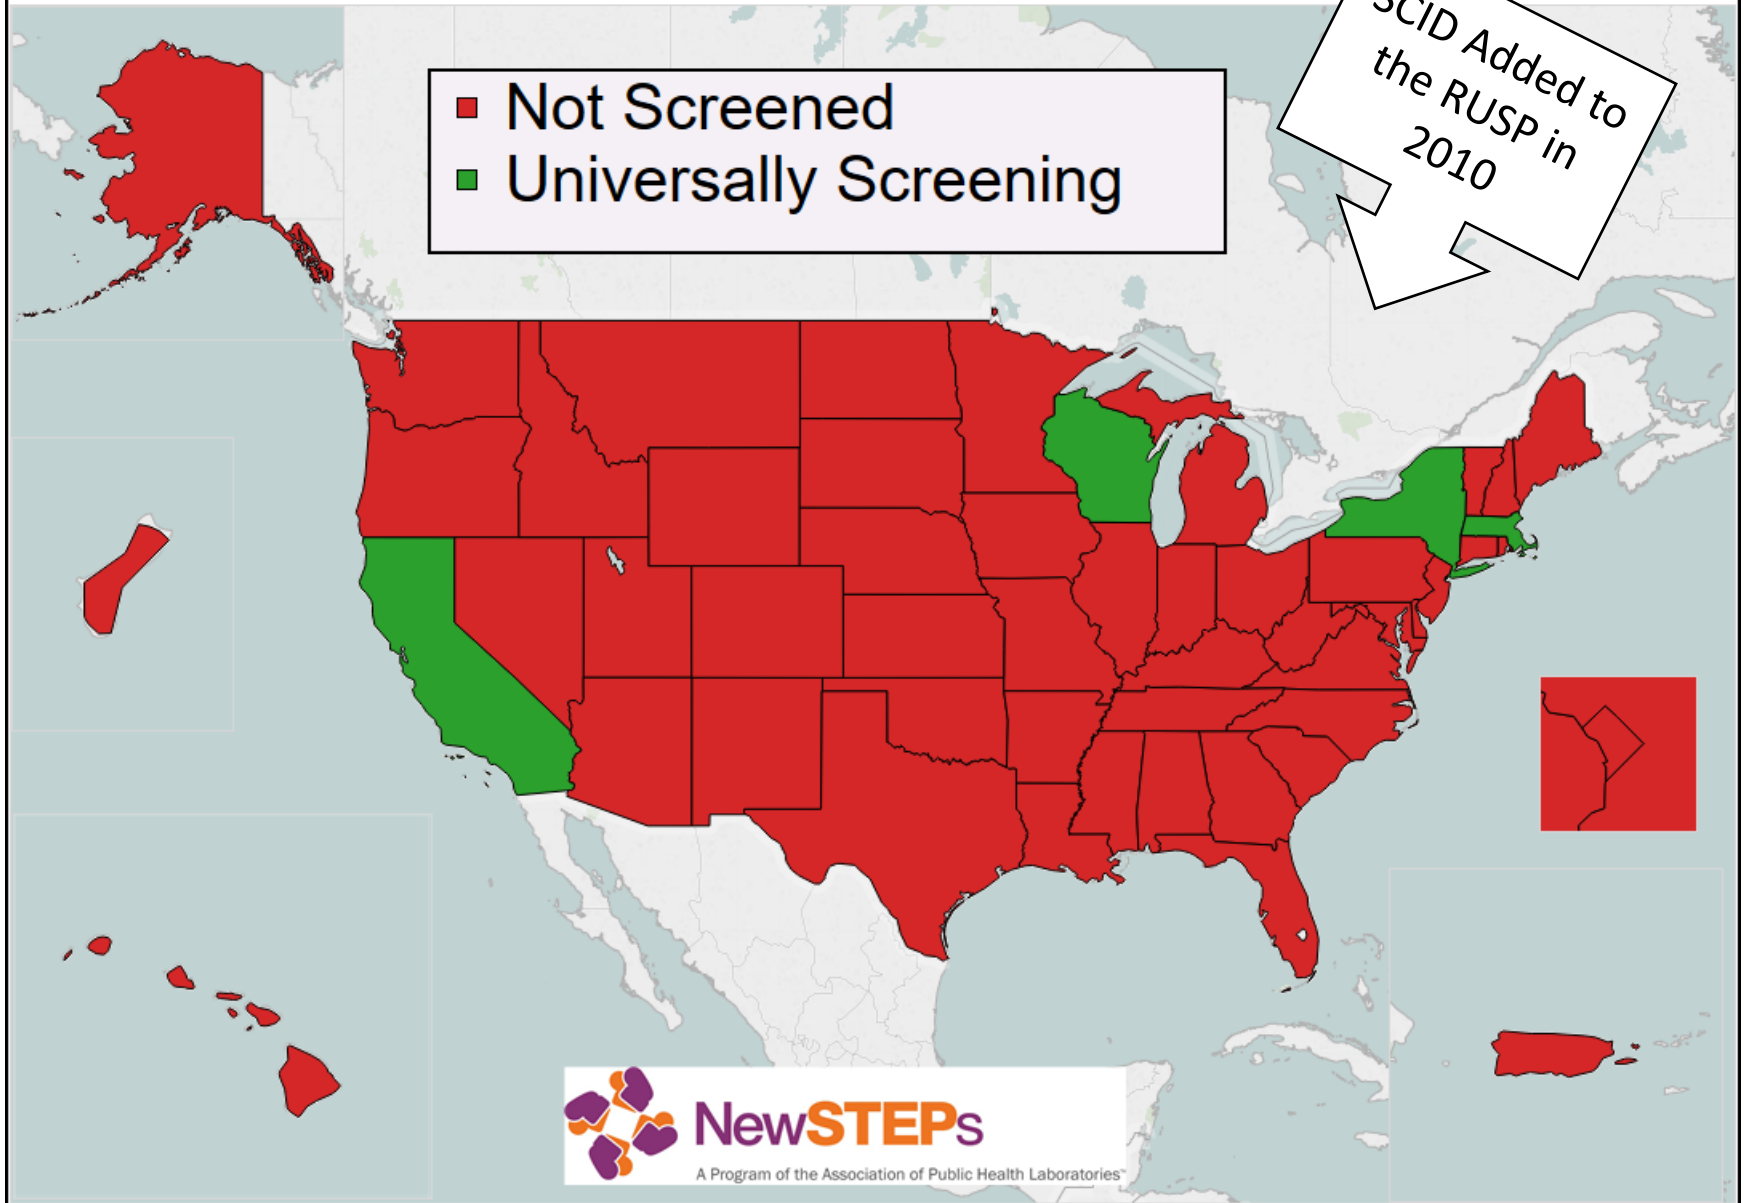 SCID Added to
the RUSP in
2010
Not Screened
Universally Screening
NewSTEPs
A Program of the Association of Public Health Laboratories™